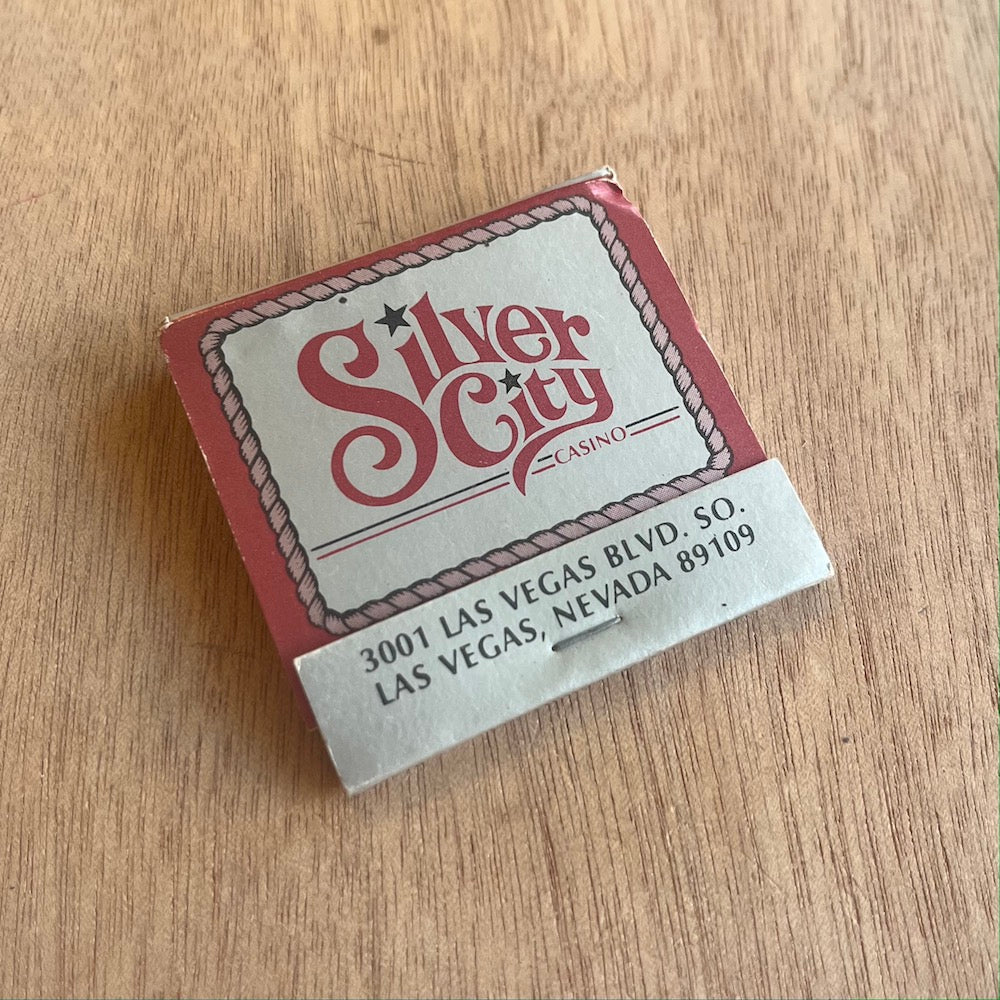 Silver
City
CASINO
3001 LAS VEGAS BLVD. SO.
LAS VEGAS, NEVADA 89109